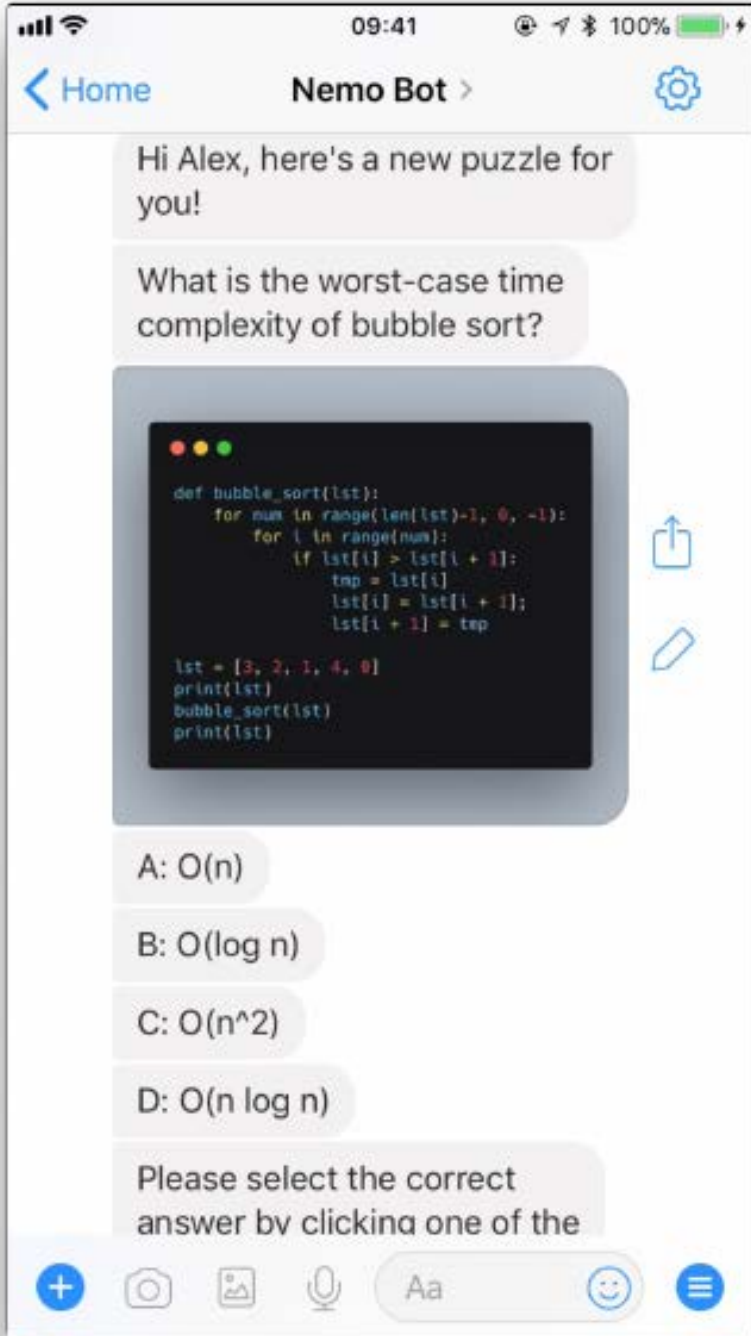 09:41 100%
Home Nemo Bot >
Hi Alex, here's a new puzzle for
you!
What is the worst-case time
complexity of bubble sort?
def bubble_sort(lst):
    for num in range(len(lst)-1, 0, -1):
        for i in range(num):
            if lst[i] > lst[i + 1]:
                tmp = lst[i]
                lst[i] = lst[i + 1];
                lst[i + 1] = tmp
lst = [3, 2, 1, 4, 0]
print(lst)
bubble_sort(lst)
print(lst)
A: O(n)
B: O(log n)
C: O(n^2)
D: O(n log n)
Please select the correct
answer by clicking one of the
Aa